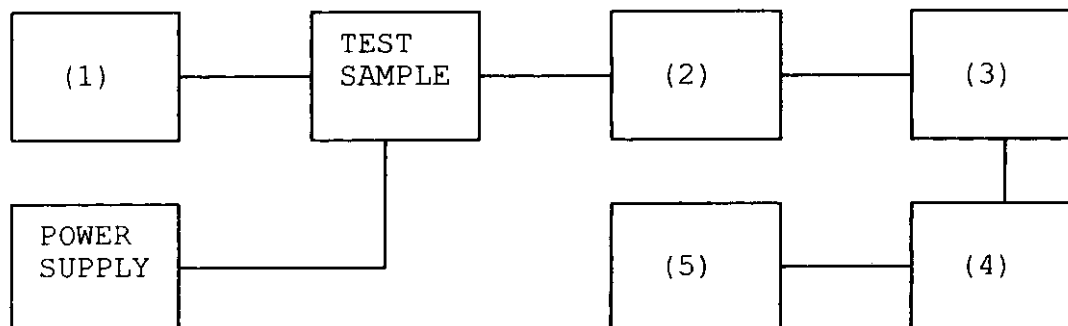 (1)
TEST
SAMPLE
(2)
(3)
POWER
SUPPLY
(5)
(4)